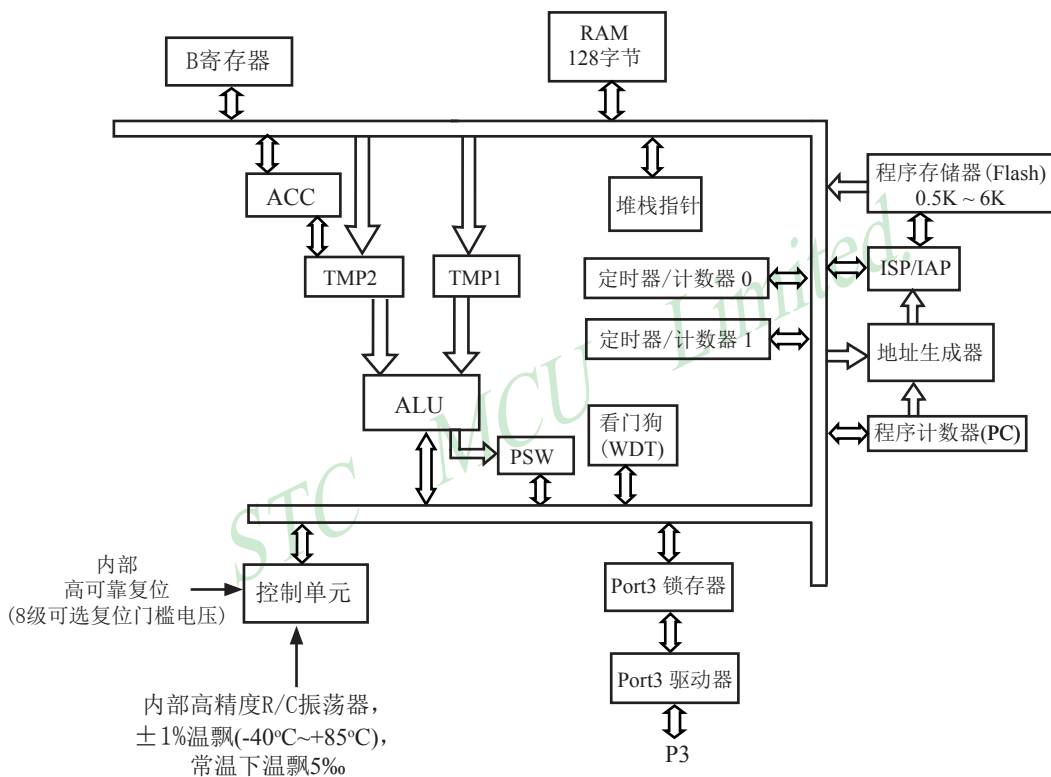 RAM
128字节
B寄存器
程序存储器(Flash)
0.5K ~ 6K
ACC
堆栈指针
TMP2
TMP1
定时器/计数器 0
ISP/IAP
定时器/计数器 1
地址生成器
ALU
看门狗
(WDT)
程序计数器(PC)
PSW
STC MCU Limited.
内部
高可靠复位
(8级可选复位门槛电压)
控制单元
Port3 锁存器
Port3 驱动器
内部高精度R/C振荡器，
±1%温飘(-40°C~+85°C),
常温下温飘5‰
P3